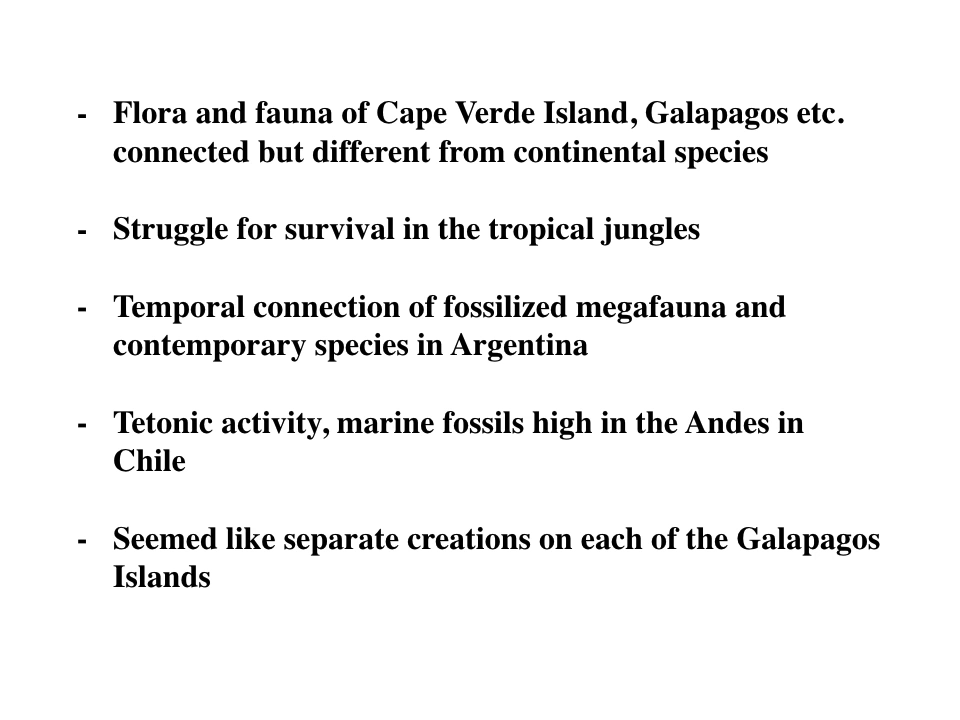 - Flora and fauna of Cape Verde Island, Galapagos etc.
connected but different from continental species
- Struggle for survival in the tropical jungles
- Temporal connection of fossilized megafauna and
contemporary species in Argentina
- Tetonic activity, marine fossils high in the Andes in
Chile
- Seemed like separate creations on each of the Galapagos
Islands